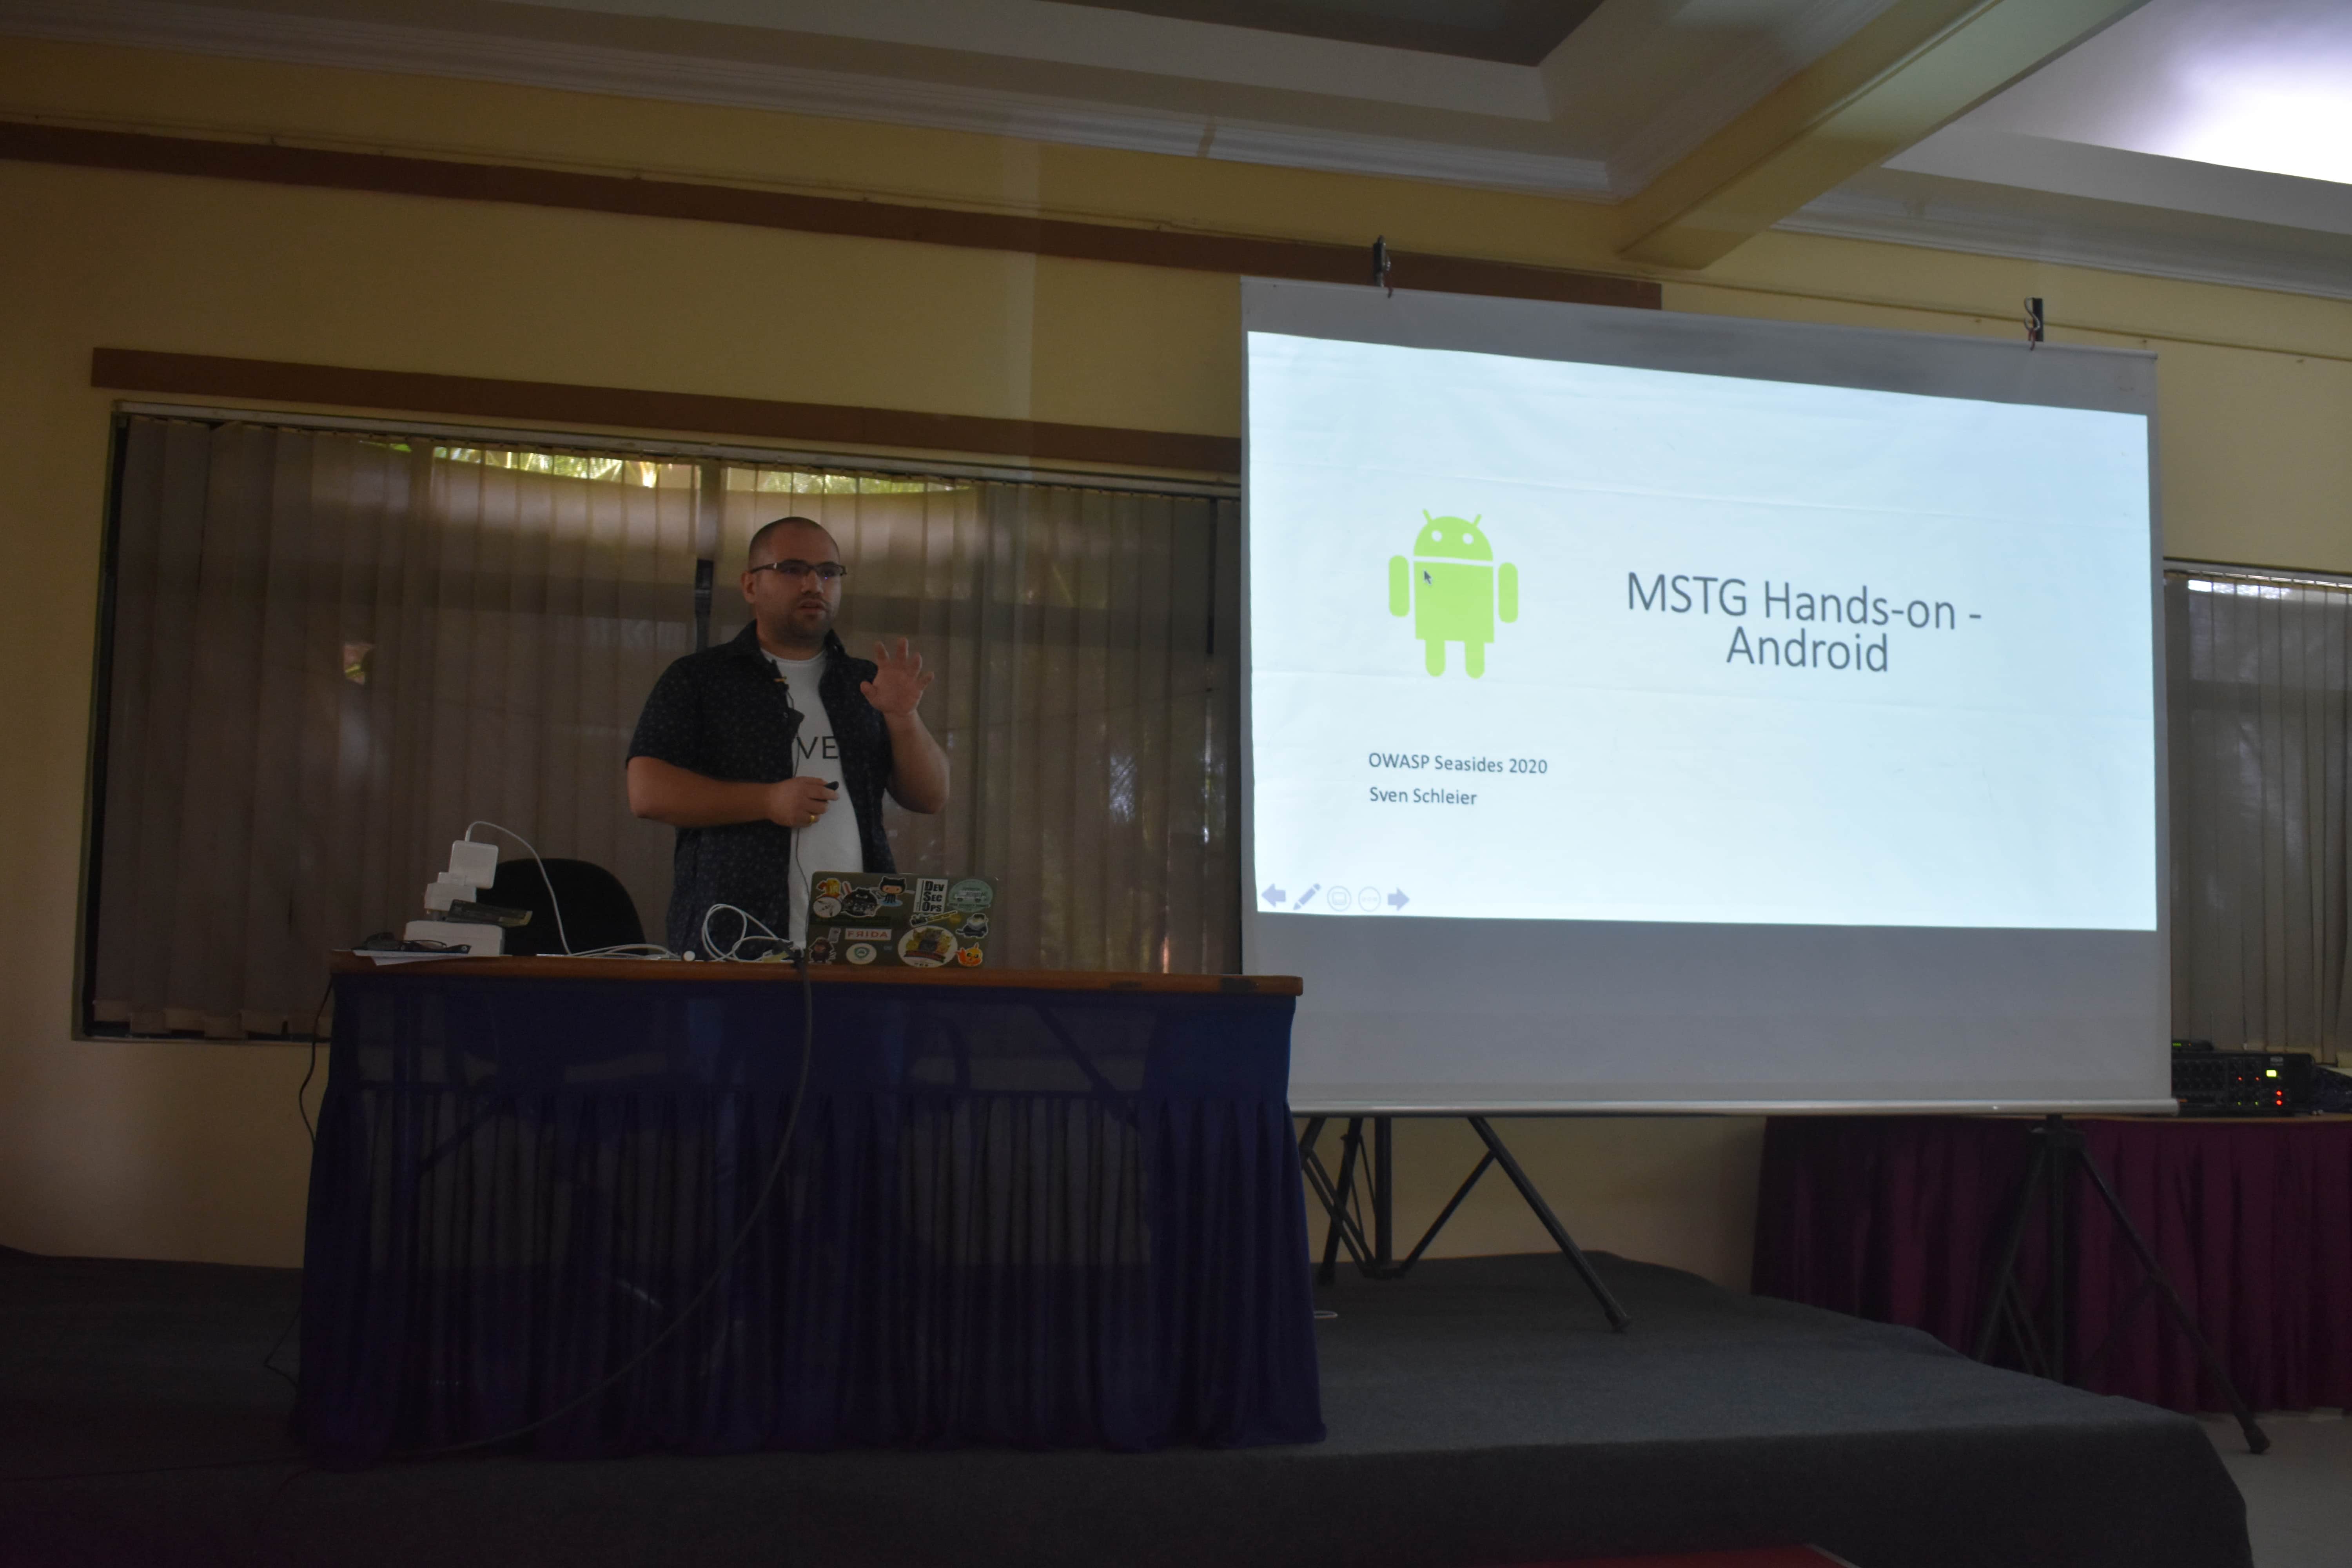 MSTG Hands-on -
Android
OWASP Seasides 2020
Sven Schleier
VE
DEV
SEC
OPS
FRIDA